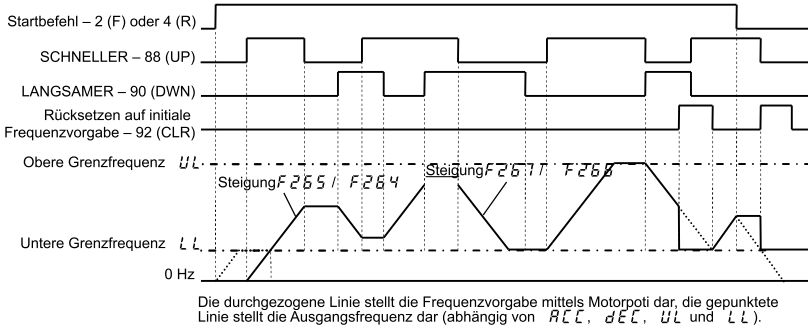 Startbefehl – 2 (F) oder 4 (R)
SCHNELLER – 88 (UP)
LANGSAMER – 90 (DWN)
Rücksetzen auf initiale
Frequenzvorgabe – 92 (CLR)
Obere Grenzfrequenz UL
Steigung F265 / F264
Steigung F267 / F268
Untere Grenzfrequenz LL
0 Hz
Die durchgezogene Linie stellt die Frequenzvorgabe mittels Motorpoti dar, die gepunktete
Linie stellt die Ausgangsfrequenz dar (abhängig von ACC, dEC, UL und LL).